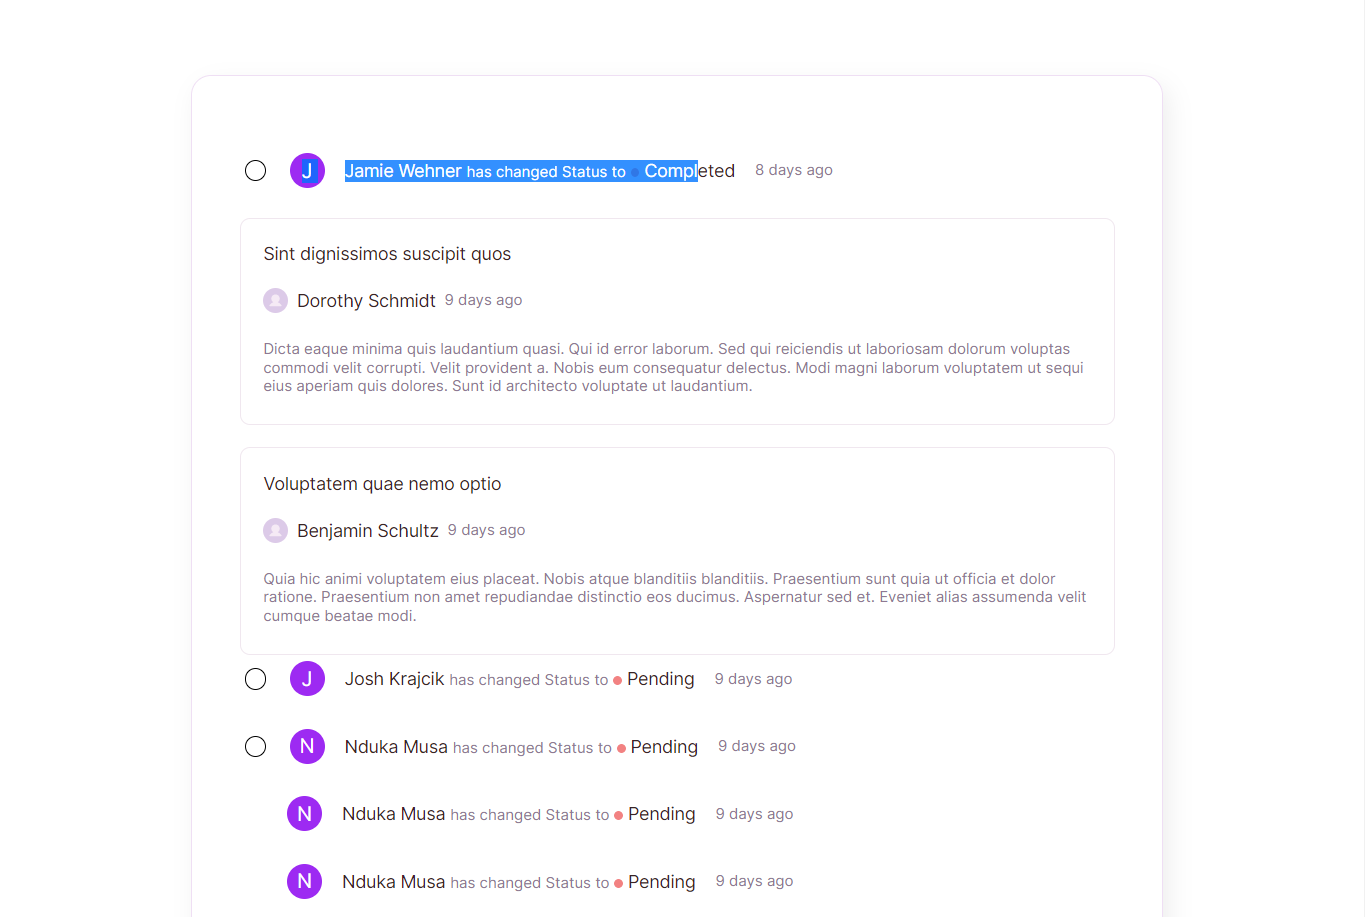 J Jamie Wehner has changed Status to Completed 8 days ago
Sint dignissimos suscipit quos
Dorothy Schmidt 9 days ago
Dicta eaque minima quis laudantium quasi. Qui id error laborum. Sed qui reiciendis ut laboriosam dolorum voluptas
commodi velit corrupti. Velit provident a. Nobis eum consequatur delectus. Modi magni laborum voluptatem ut sequi
eius aperiam quis dolores. Sunt id architecto voluptate ut laudantium.
Voluptatem quae nemo optio
Benjamin Schultz 9 days ago
Quia hic animi voluptatem eius placeat. Nobis atque blanditiis blanditiis. Praesentium sunt quia ut officia et dolor
ratione. Praesentium non amet repudiandae distinctio eos ducimus. Aspernatur sed et. Eveniet alias assumenda velit
cumque beatae modi.
J Josh Krajcik has changed Status to Pending 9 days ago
N Nduka Musa has changed Status to Pending 9 days ago
N Nduka Musa has changed Status to Pending 9 days ago
N Nduka Musa has changed Status to Pending 9 days ago